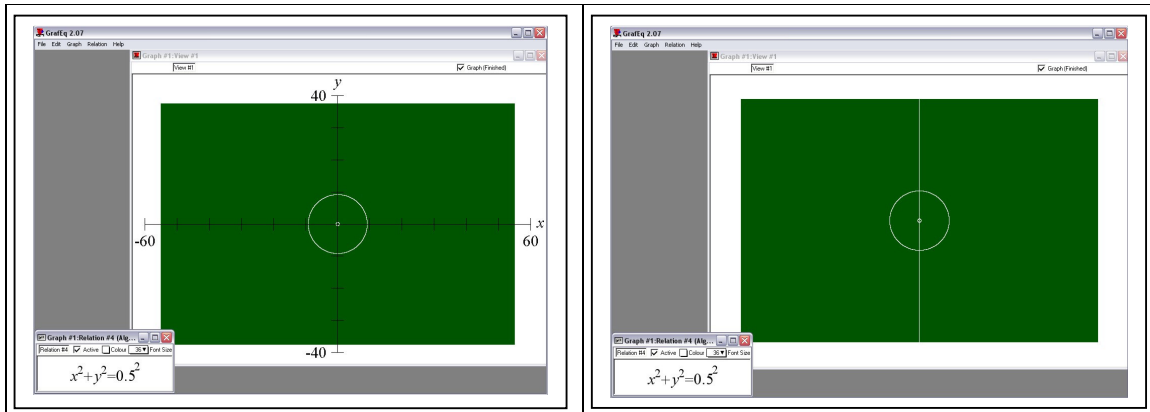 GrafEq 2.07
File Edit Graph Relation Help
Graph #1:View #1
View #1
Graph (Finished)
y
40
x
-60
60
-40
Graph #1:Relation #4 (Alg...
Relation #4 Active Colour 36 Font Size
x²+y²=0.5²
GrafEq 2.07
File Edit Graph Relation Help
Graph #1:View #1
View #1
Graph (Finished)
Graph #1:Relation #4 (Alg...
Relation #4 Active Colour 36 Font Size
x²+y²=0.5²